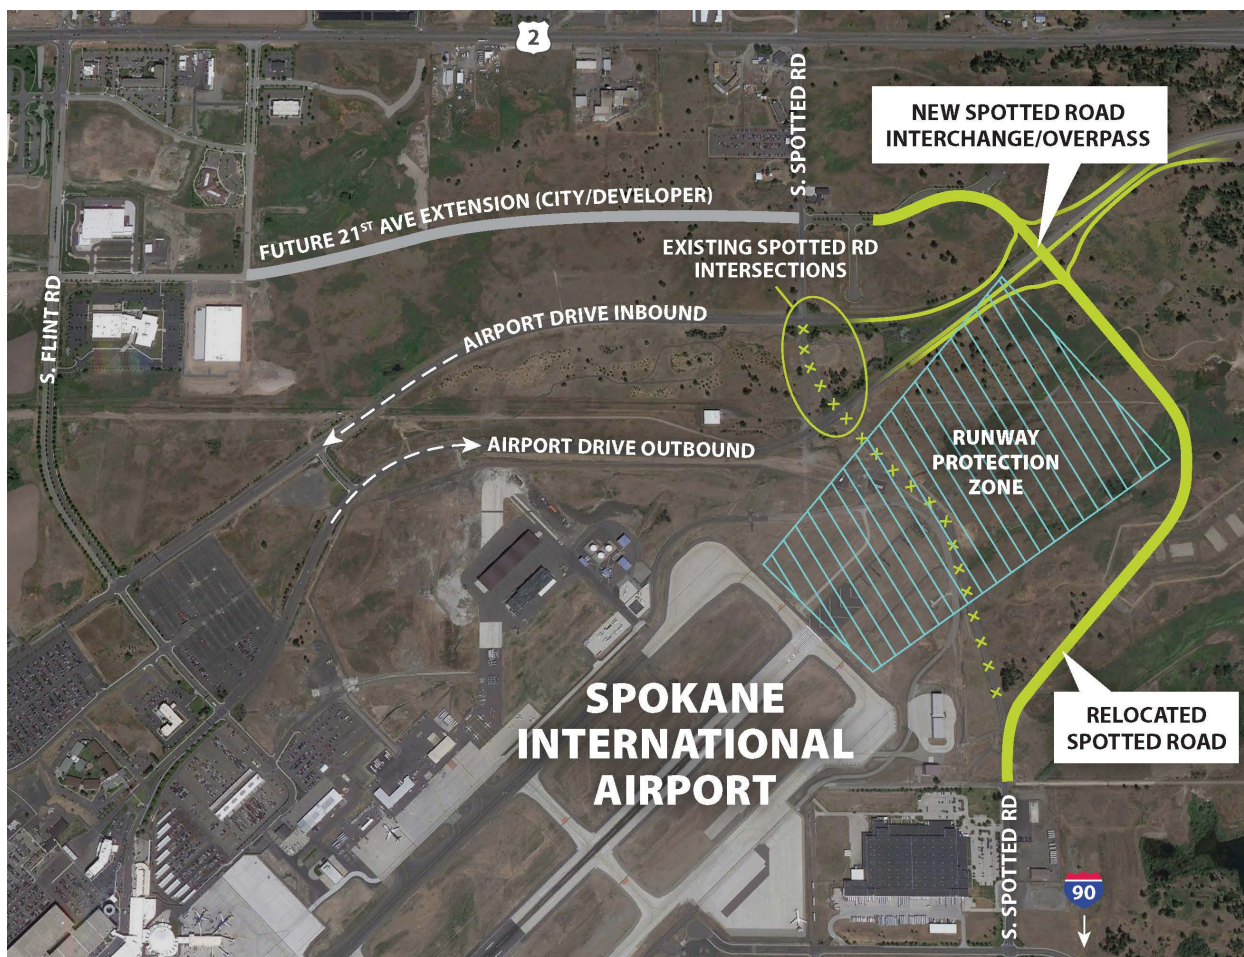 2
S. SPOTTED RD
NEW SPOTTED ROAD
INTERCHANGE/OVERPASS
FUTURE 21ST AVE EXTENSION (CITY/DEVELOPER)
EXISTING SPOTTED RD
INTERSECTIONS
S. FLINT RD
AIRPORT DRIVE INBOUND
AIRPORT DRIVE OUTBOUND
RUNWAY
PROTECTION
ZONE
SPOKANE
INTERNATIONAL
AIRPORT
RELOCATED
SPOTTED ROAD
S. SPOTTED RD
90